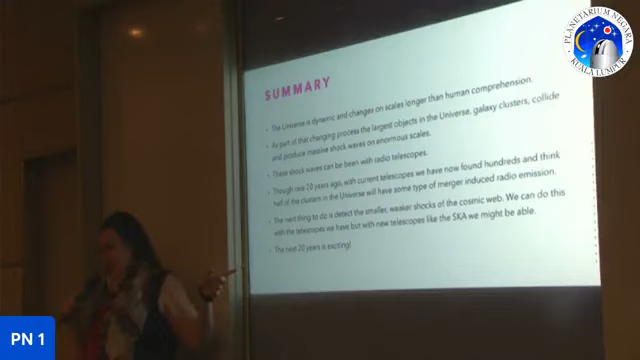 PLANETARIUM NEGARA
KUALA LUMPUR
SUMMARY
• The Universe is dynamic and changes on scales longer than human comprehension.
• As part of that changing process the largest objects in the Universe, galaxy clusters, collide
and produce massive shock waves on enormous scales.
• These shock waves can be been with radio telescopes.
• Though rare 20 years ago, with current telescopes we have now found hundreds and think
half of the clusters in the Universe will have some type of merger induced radio emission.
• The next thing to do is detect the smaller, weaker shocks of the cosmic web. We can do this
with the telescopes we have but with new telescopes like the SKA we might be able.
• The next 20 years is exciting!
PN 1